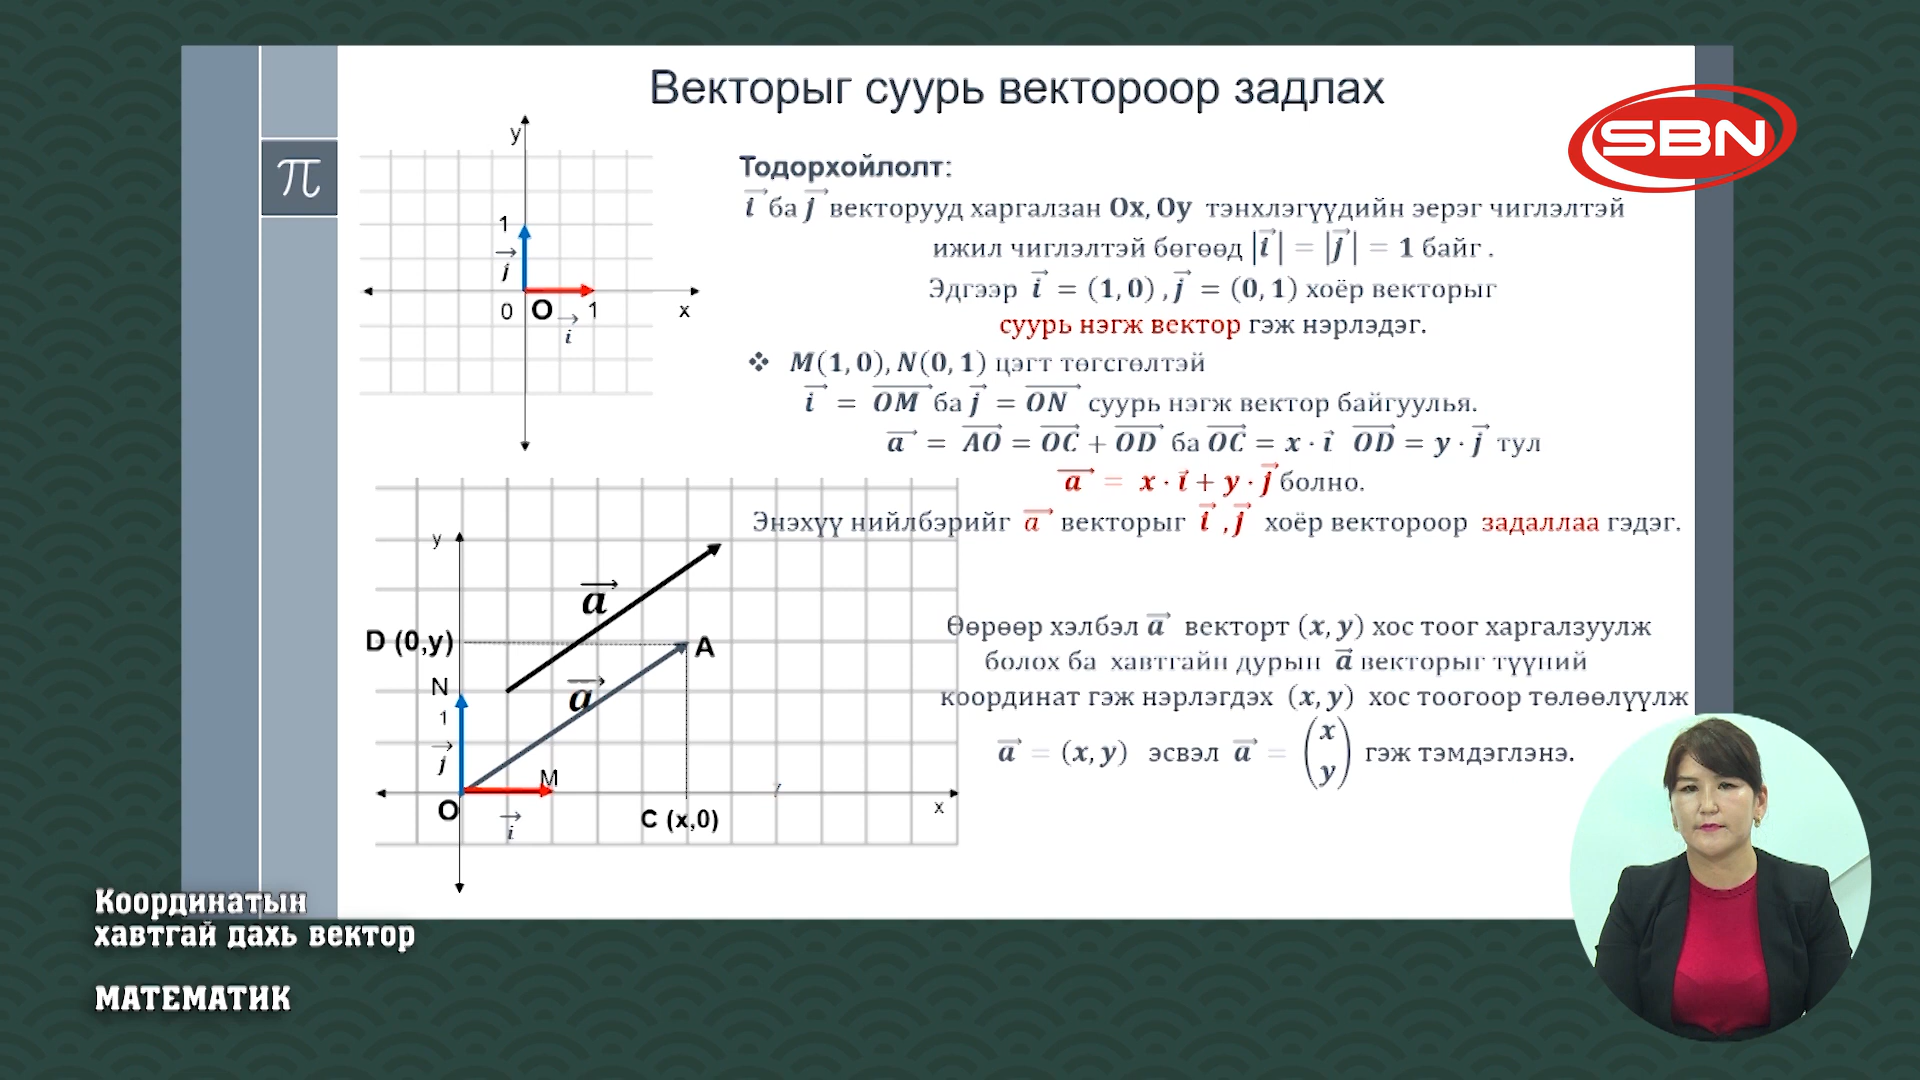 Векторыг суурь вектороор задлах
SBN
π
Тодорхойлолт:
i⃗ ба j⃗ векторууд харгалзан Ox, Oy тэнхлэгүүдийн эерэг чиглэлтэй
ижил чиглэлтэй бөгөөд |i⃗| = |j⃗| = 1 байг .
Эдгээр i⃗ = (1, 0) , j⃗ = (0, 1) хоёр векторыг
суурь нэгж вектор гэж нэрлэдэг.
❖ M(1, 0), N(0, 1) цэгт төгсгөлтэй
i⃗ = OM⃗ ба j⃗ = ON⃗ суурь нэгж вектор байгуулья.
a⃗ = AO⃗ = OC⃗ + OD⃗ ба OC⃗ = x · i⃗ OD⃗ = y · j⃗ тул
a⃗ = x · i⃗ + y · j⃗ болно.
Энэхүү нийлбэрийг a⃗ векторыг i⃗ , j⃗ хоёр вектороор задаллаа гэдэг.
Өөрөөр хэлбэл a⃗ векторт (x, y) хос тоог харгалзуулж
болох ба хавтгайн дурын a⃗ векторыг түүний
координат гэж нэрлэгдэх (x, y) хос тоогоор төлөөлүүлж
a⃗ = (x, y) эсвэл a⃗ = (x y) гэж тэмдэглэнэ.
y
1
j⃗
0 O 1 x
i⃗
y
a⃗
D (0,y) A
N a⃗
1
j⃗ M
O i⃗ C (x,0) x
Координатын
хавтгай дахь вектор
МАТЕМАТИК